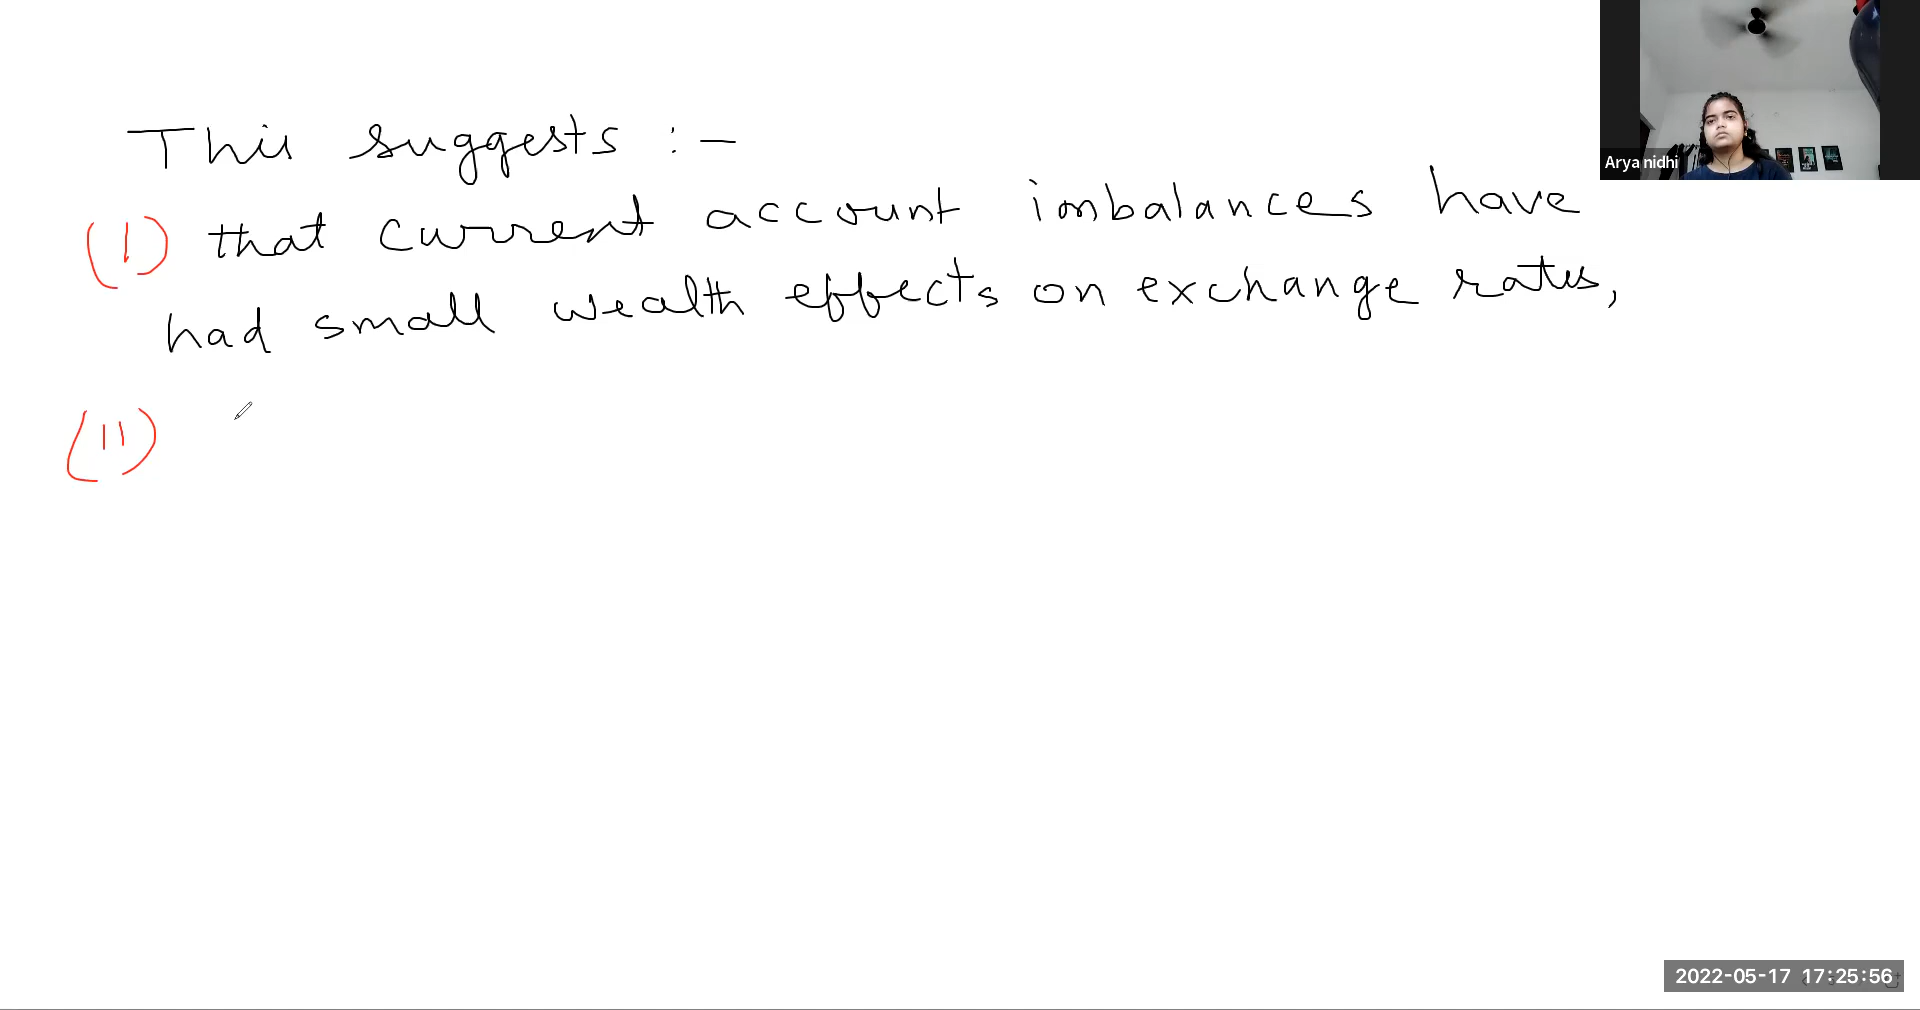 Arya nidhi
This suggests :-
(I) that current account imbalances have
had small wealth effects on exchange rates,
(II)
2022-05-17 17:25:56